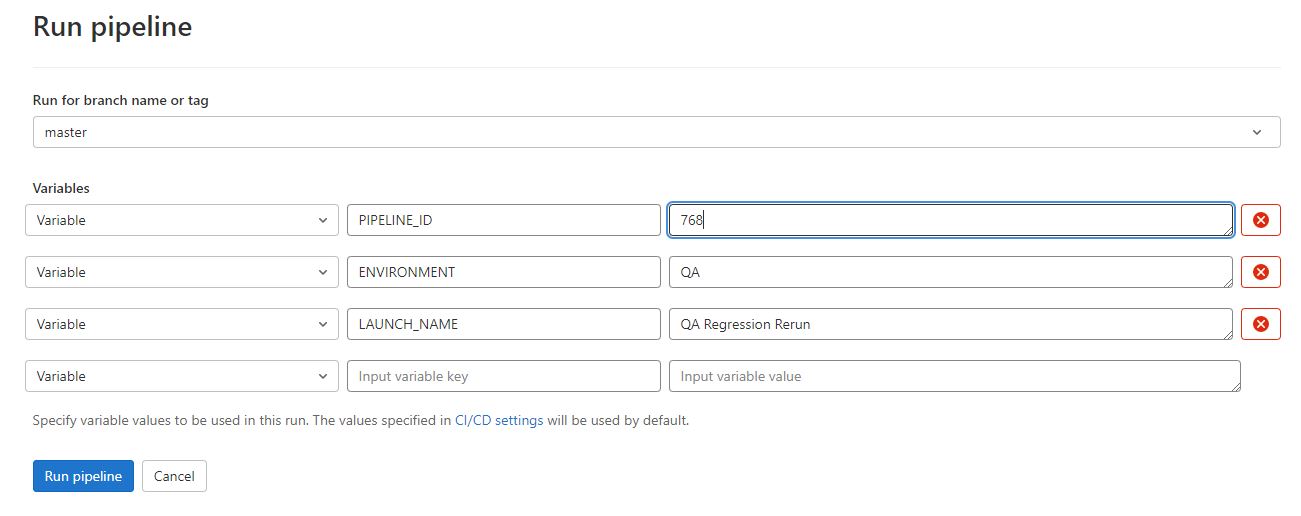 Run pipeline
Run for branch name or tag
master
Variables
Variable PIPELINE_ID 768
Variable ENVIRONMENT QA
Variable LAUNCH_NAME QA Regression Rerun
Variable Input variable key Input variable value
Specify variable values to be used in this run. The values specified in CI/CD settings will be used by default.
Run pipeline Cancel